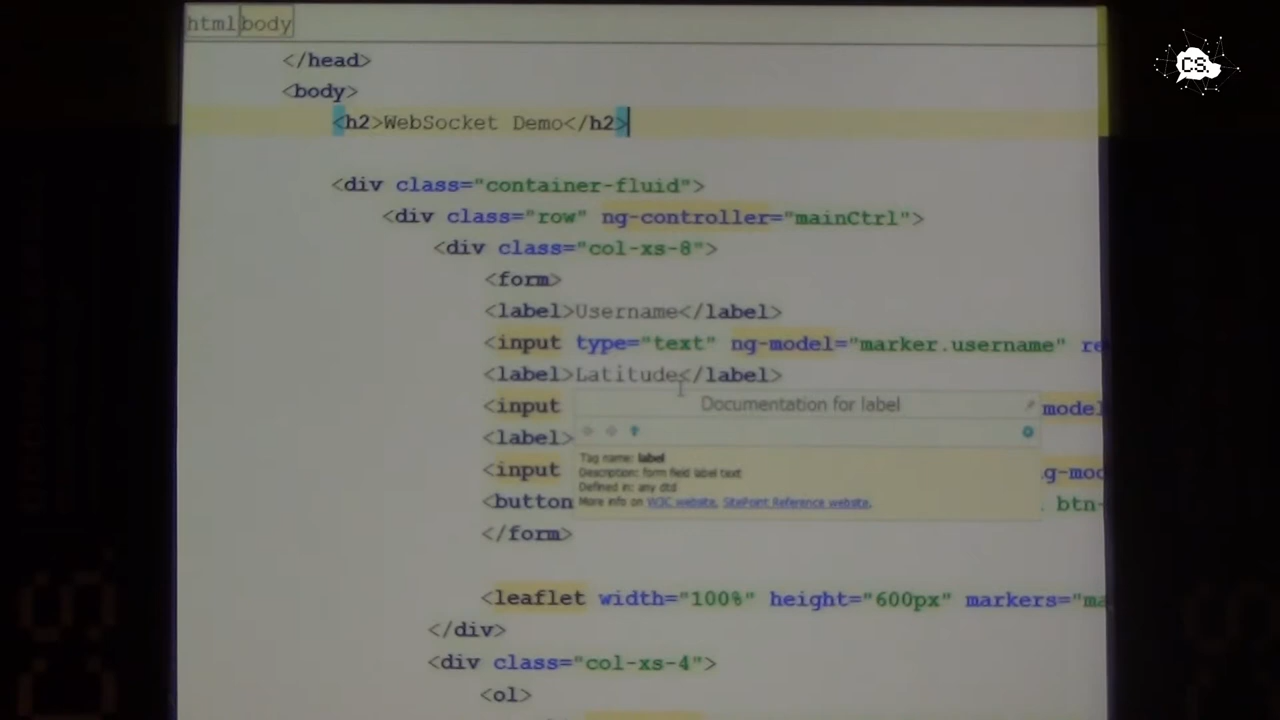 html body
CS.
</head>
<body>
<h2>WebSocket Demo</h2>
<div class="container-fluid">
<div class="row" ng-controller="mainCtrl">
<div class="col-xs-8">
<form>
<label>Username</label>
<input type="text" ng-model="marker.username" re
<label>Latitude</label>
<input model
Documentation for label
<label>
Tag name: label
<input g-mod
Description: form field label text
Defined in: any dtd
<button btn-
More info on W3C website, SitePoint Reference website.
</form>
<leaflet width="100%" height="600px" markers="ma
</div>
<div class="col-xs-4">
<ol>